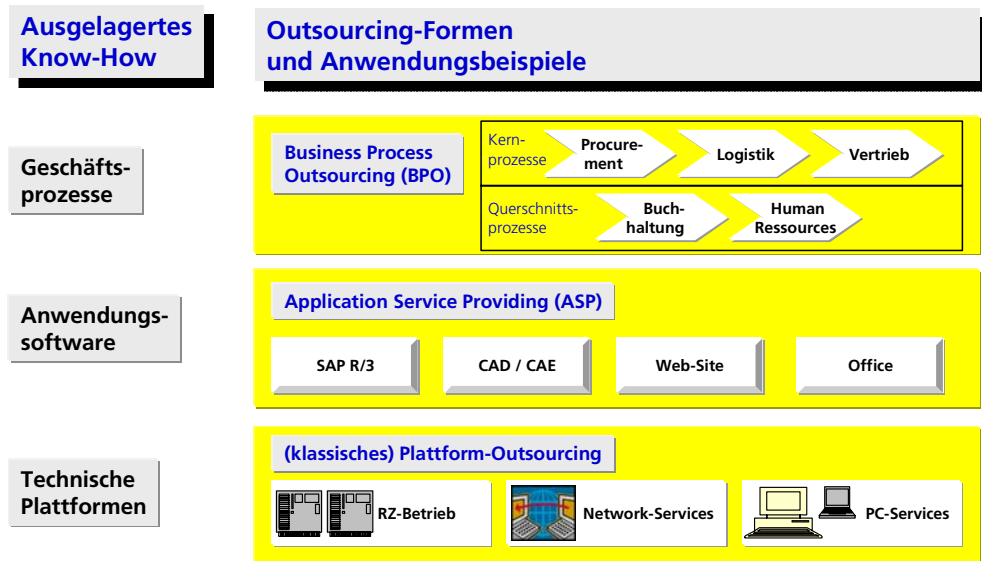 Ausgelagertes
Know-How
Outsourcing-Formen
und Anwendungsbeispiele
Geschäfts-
prozesse
Business Process
Outsourcing (BPO)
Kern-
prozesse
Procure-
ment
Logistik
Vertrieb
Querschnitts-
prozesse
Buch-
haltung
Human
Ressources
Anwendungs-
software
Application Service Providing (ASP)
SAP R/3
CAD / CAE
Web-Site
Office
Technische
Plattformen
(klassisches) Plattform-Outsourcing
RZ-Betrieb
Network-Services
PC-Services